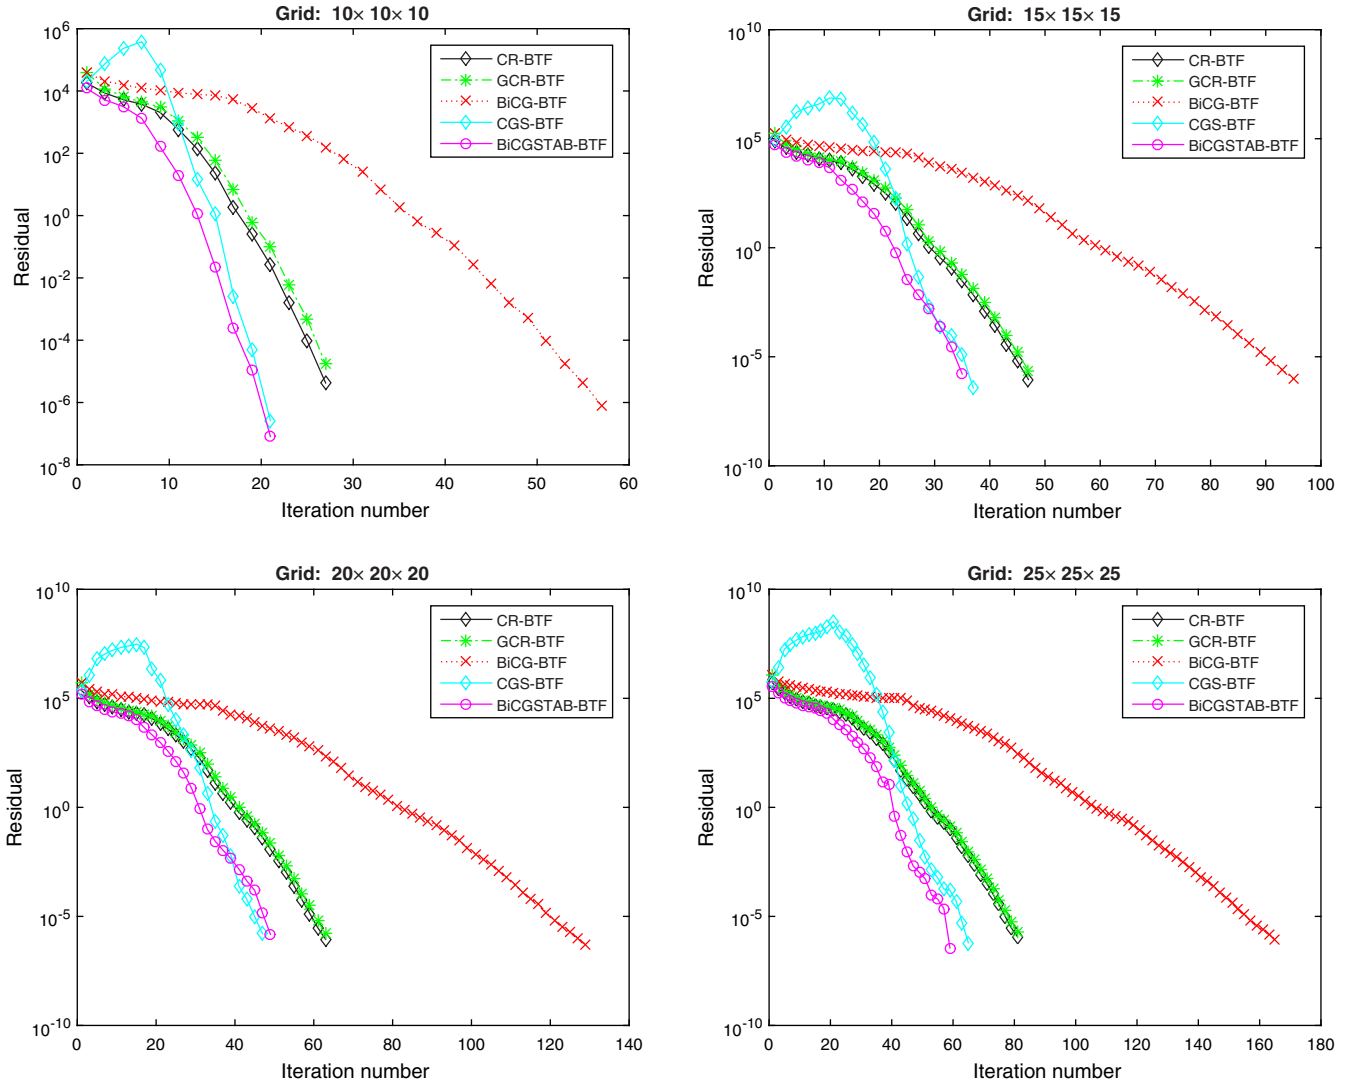 Grid: 10× 10× 10
Residual
10^6
10^4
10^2
10^0
10^-2
10^-4
10^-6
10^-8
0 10 20 30 40 50 60
Iteration number
CR-BTF
GCR-BTF
BiCG-BTF
CGS-BTF
BiCGSTAB-BTF
Grid: 15× 15× 15
Residual
10^10
10^5
10^0
10^-5
10^-10
0 10 20 30 40 50 60 70 80 90 100
Iteration number
CR-BTF
GCR-BTF
BiCG-BTF
CGS-BTF
BiCGSTAB-BTF
Grid: 20× 20× 20
Residual
10^10
10^5
10^0
10^-5
10^-10
0 20 40 60 80 100 120 140
Iteration number
CR-BTF
GCR-BTF
BiCG-BTF
CGS-BTF
BiCGSTAB-BTF
Grid: 25× 25× 25
Residual
10^10
10^5
10^0
10^-5
10^-10
0 20 40 60 80 100 120 140 160 180
Iteration number
CR-BTF
GCR-BTF
BiCG-BTF
CGS-BTF
BiCGSTAB-BTF